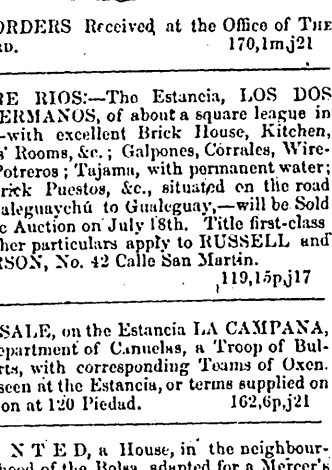 ORDERS Received at the Office of THE
RD. 170,1m,j21
RE RIOS:—The Estancia, LOS DOS
ERMANOS, of about a square league in
—with excellent Brick House, Kitchen,
s' Rooms, &c.; Galpones, Corrales, Wire-
Potreros; Tajama, with permanent water;
rick Puestos, &c., situated on the road
aleguaychú to Gualeguay,—will be Sold
c Auction on July 18th. Title first-class
her particulars apply to RUSSELL and
RSON, No. 42 Calle San Martin.
119,15p,j17
SALE, on the Estancia LA CAMPANA,
epartment of Canuelas, a Troop of Bul-
rts, with corresponding Teams of Oxen.
seen at the Estancia, or terms supplied on
on at 120 Piedad. 162,6p,j21
NTED, a House, in the neighbour-
hood of the Bolsa, adapted for a Mercer's